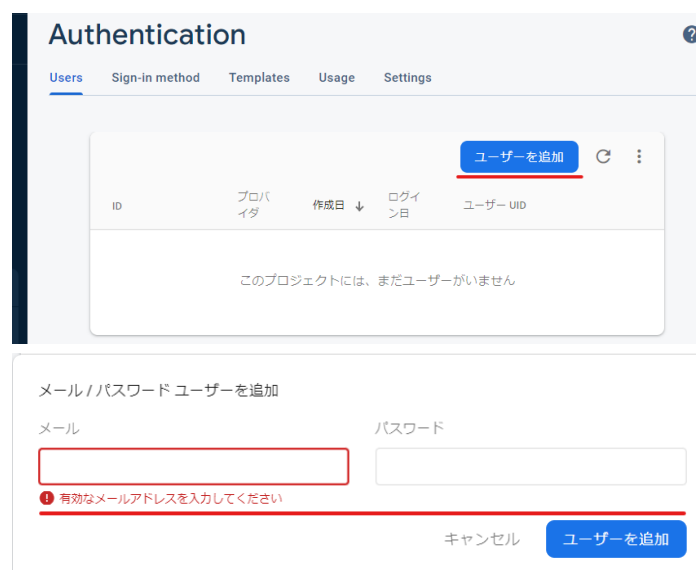 Authentication
Users Sign-in method Templates Usage Settings
ユーザーを追加
ID プロバイダ 作成日 ログイン日 ユーザー UID
このプロジェクトには、まだユーザーがいません
メール / パスワード ユーザーを追加
メール パスワード
有効なメールアドレスを入力してください
キャンセル ユーザーを追加